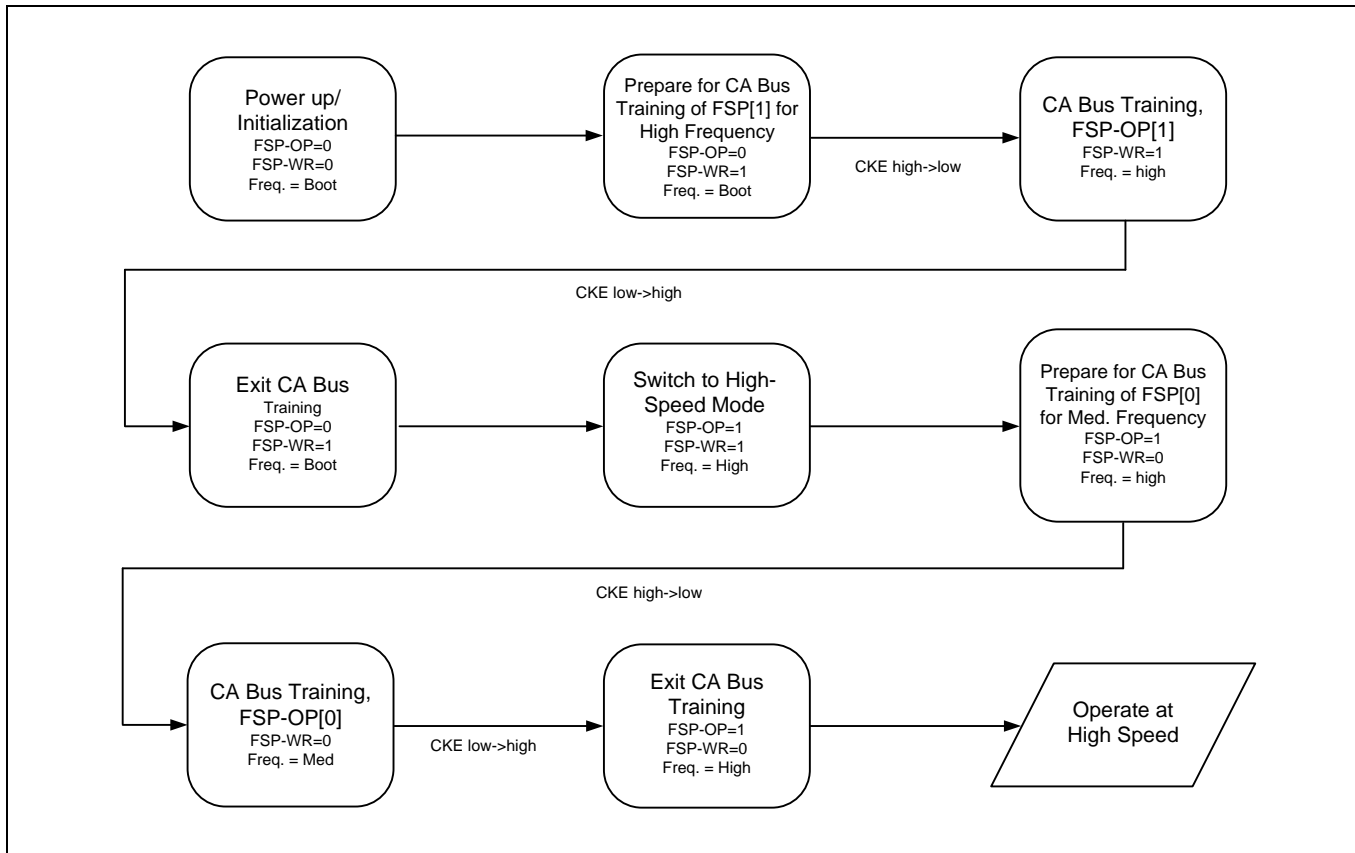 Power up/
Initialization
FSP-OP=0
FSP-WR=0
Freq. = Boot
Prepare for CA Bus
Training of FSP[1] for
High Frequency
FSP-OP=0
FSP-WR=1
Freq. = Boot
CKE high->low
CA Bus Training,
FSP-OP[1]
FSP-WR=1
Freq. = high
CKE low->high
Exit CA Bus
Training
FSP-OP=0
FSP-WR=1
Freq. = Boot
Switch to High-
Speed Mode
FSP-OP=1
FSP-WR=1
Freq. = High
Prepare for CA Bus
Training of FSP[0]
for Med. Frequency
FSP-OP=1
FSP-WR=0
Freq. = high
CKE high->low
CA Bus Training,
FSP-OP[0]
FSP-WR=0
Freq. = Med
CKE low->high
Exit CA Bus
Training
FSP-OP=1
FSP-WR=0
Freq. = High
Operate at
High Speed